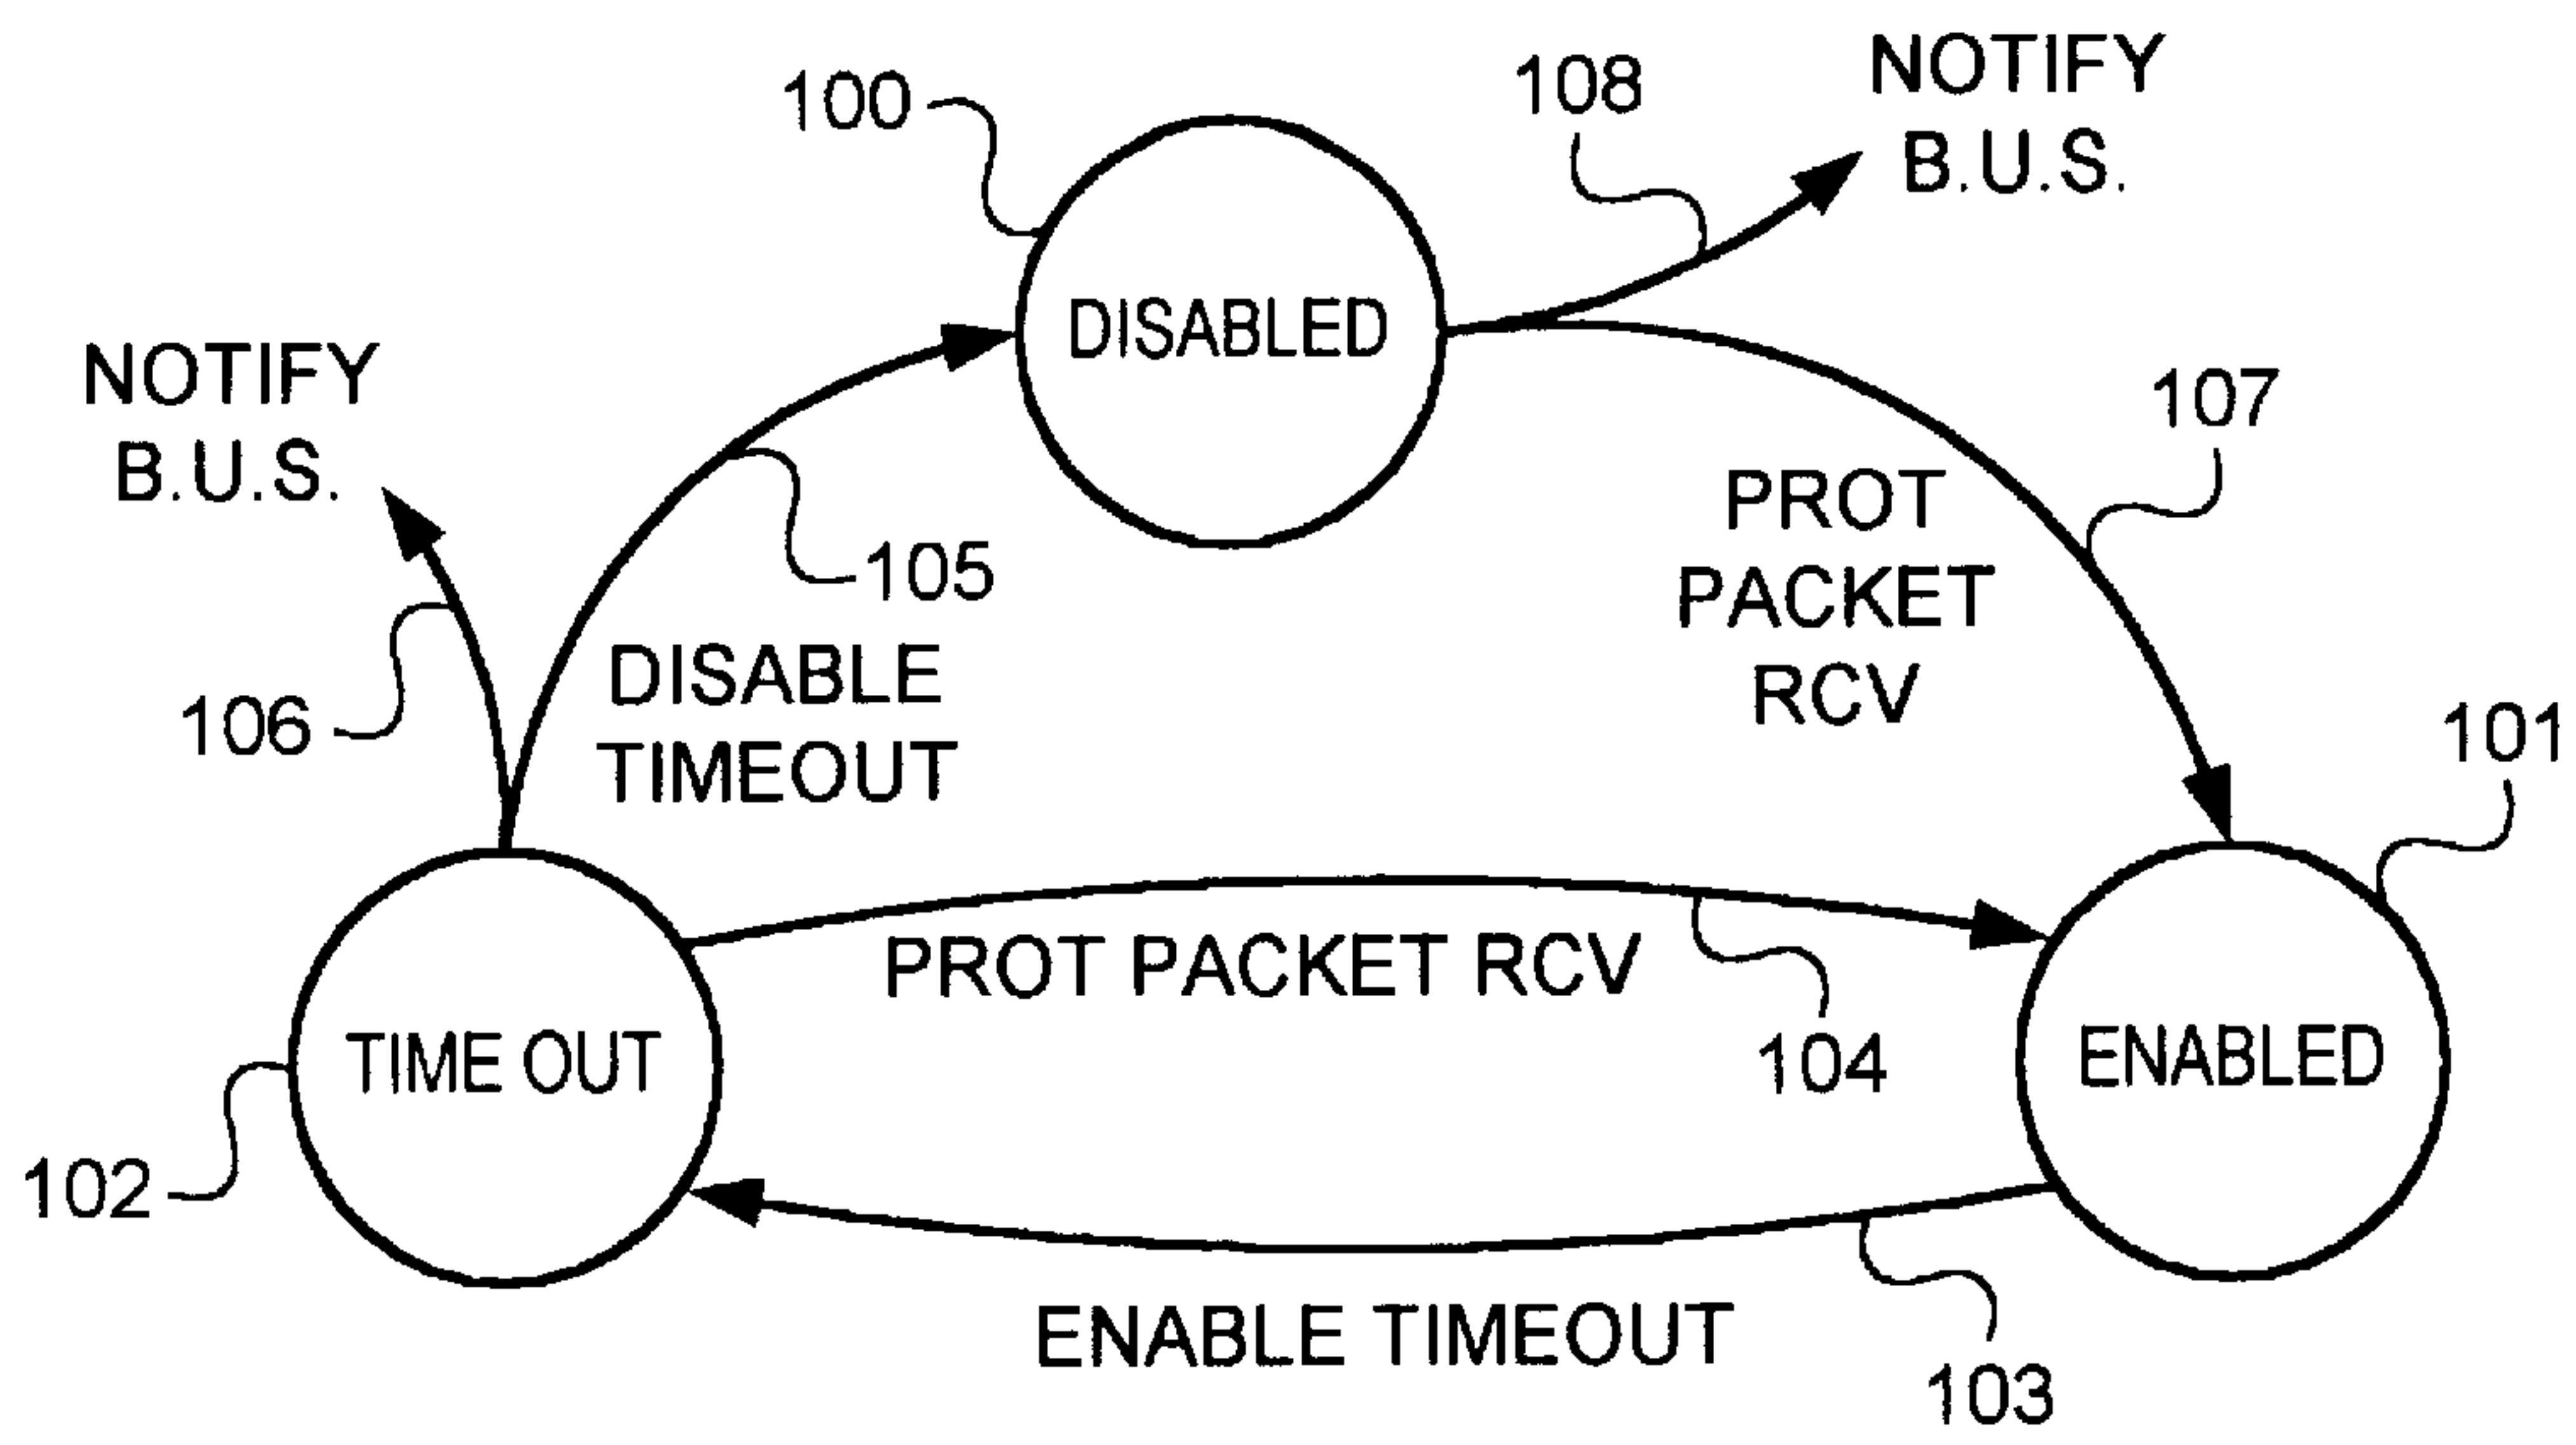 NOTIFY
B.U.S.
108
100
DISABLED
NOTIFY
B.U.S.
107
PROT
PACKET
RCV
105
DISABLE
TIMEOUT
106
101
PROT PACKET RCV
TIME OUT
104
ENABLED
102
ENABLE TIMEOUT
103